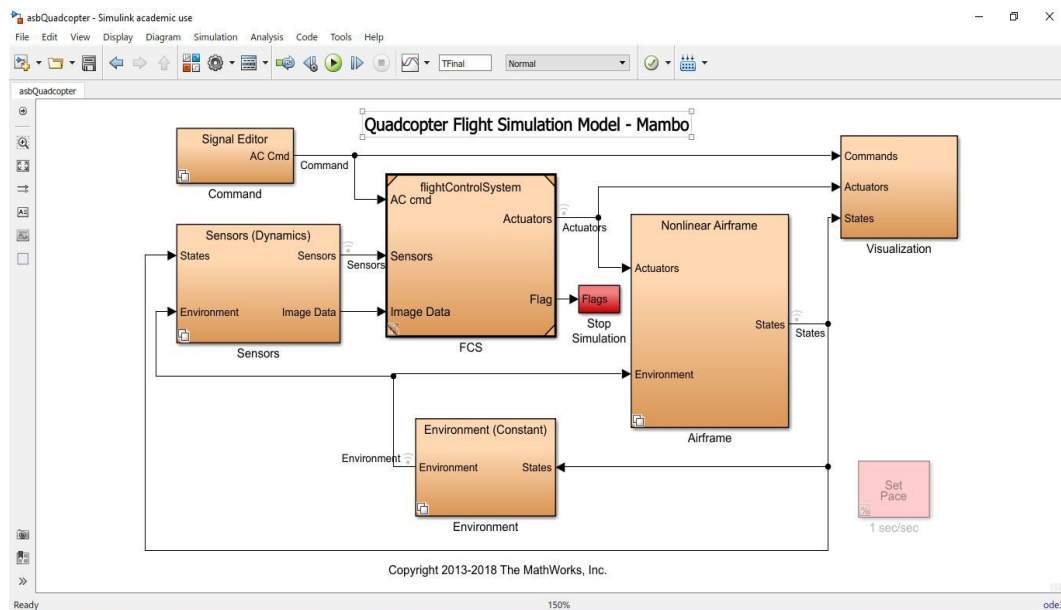 asbQuadcopter - Simulink academic use
File Edit View Display Diagram Simulation Analysis Code Tools Help
TFinal Normal
asbQuadcopter
Quadcopter Flight Simulation Model - Mambo
Signal Editor
AC Cmd
Command
Command
flightControlSystem
AC cmd
Actuators
Actuators
Sensors
Image Data
Flag
FCS
Commands
Actuators
States
Visualization
Sensors (Dynamics)
States
Sensors
Sensors
Environment
Image Data
Sensors
Nonlinear Airframe
Actuators
States
States
Environment
Airframe
Flags
Stop
Simulation
Environment (Constant)
Environment
Environment
States
Environment
Set
Pace
1 sec/sec
Copyright 2013-2018 The MathWorks, Inc.
Ready
150%